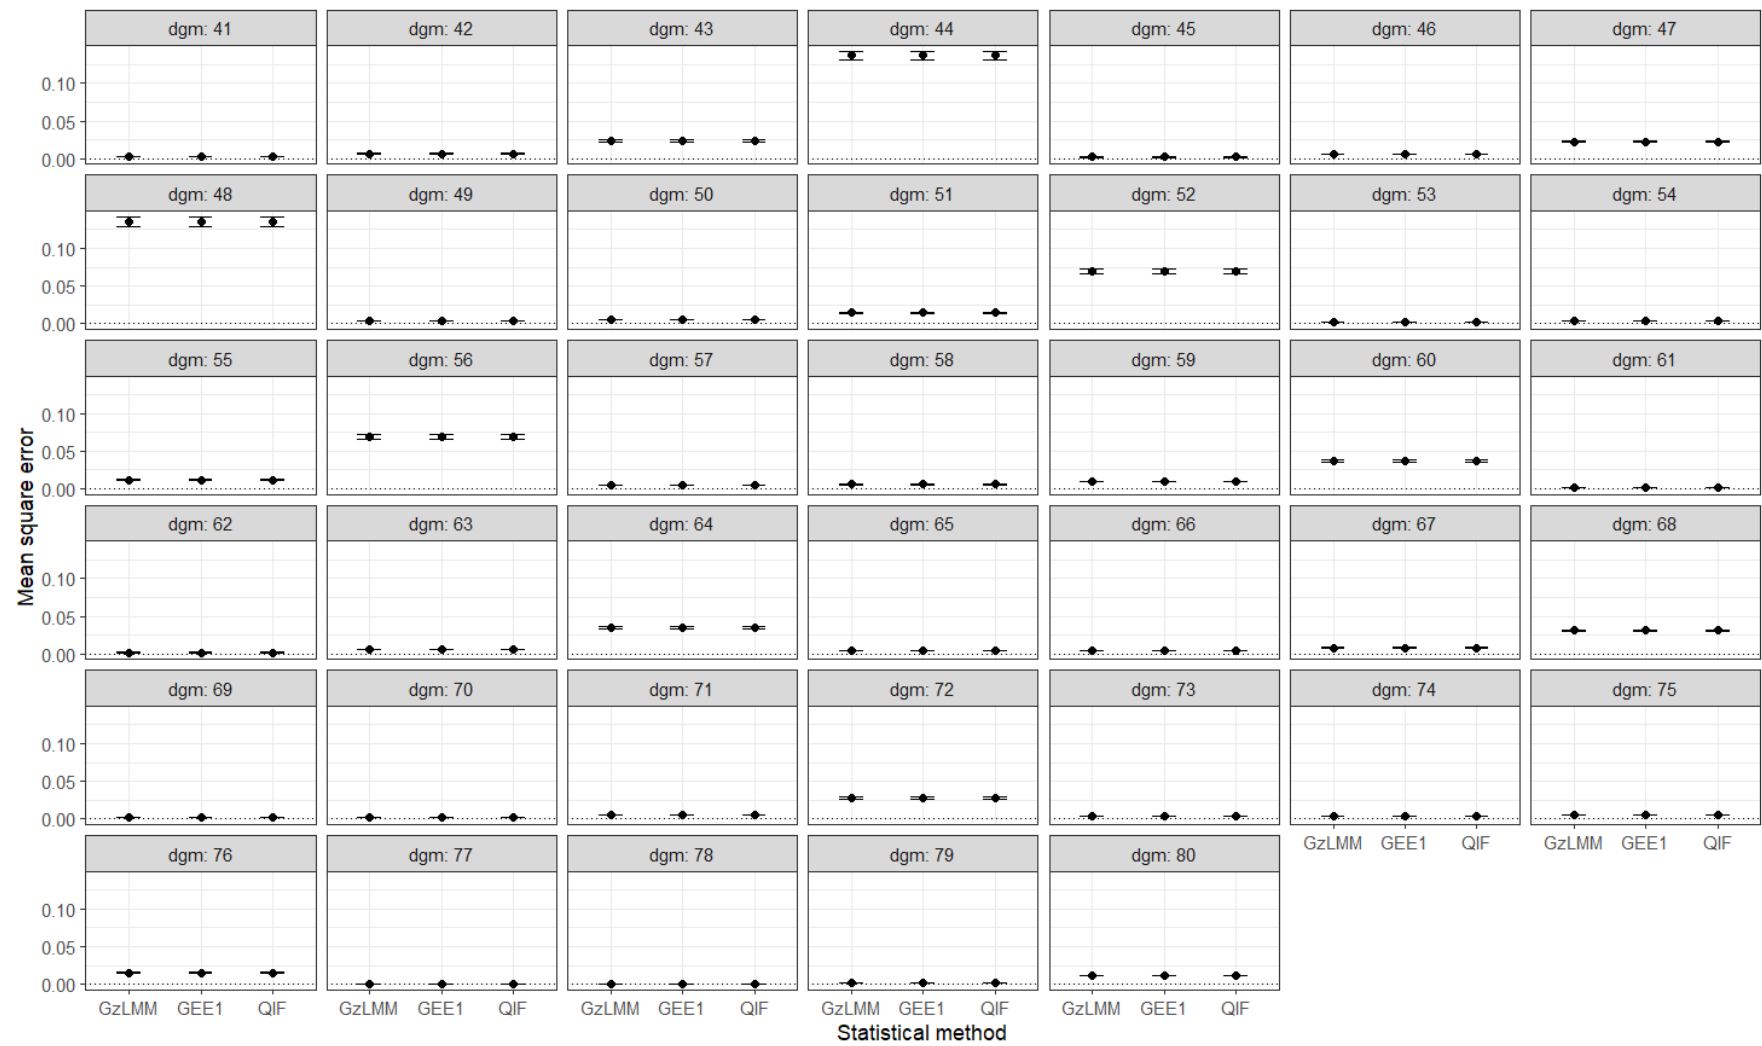 dgm: 41 dgm: 42 dgm: 43 dgm: 44 dgm: 45 dgm: 46 dgm: 47
0.10
0.05
0.00
dgm: 48 dgm: 49 dgm: 50 dgm: 51 dgm: 52 dgm: 53 dgm: 54
0.10
0.05
0.00
dgm: 55 dgm: 56 dgm: 57 dgm: 58 dgm: 59 dgm: 60 dgm: 61
0.10
0.05
0.00
Mean square error
dgm: 62 dgm: 63 dgm: 64 dgm: 65 dgm: 66 dgm: 67 dgm: 68
0.10
0.05
0.00
dgm: 69 dgm: 70 dgm: 71 dgm: 72 dgm: 73 dgm: 74 dgm: 75
0.10
0.05
0.00
GzLMM GEE1 QIF GzLMM GEE1 QIF
dgm: 76 dgm: 77 dgm: 78 dgm: 79 dgm: 80
0.10
0.05
0.00
GzLMM GEE1 QIF GzLMM GEE1 QIF GzLMM GEE1 QIF GzLMM GEE1 QIF GzLMM GEE1 QIF
Statistical method